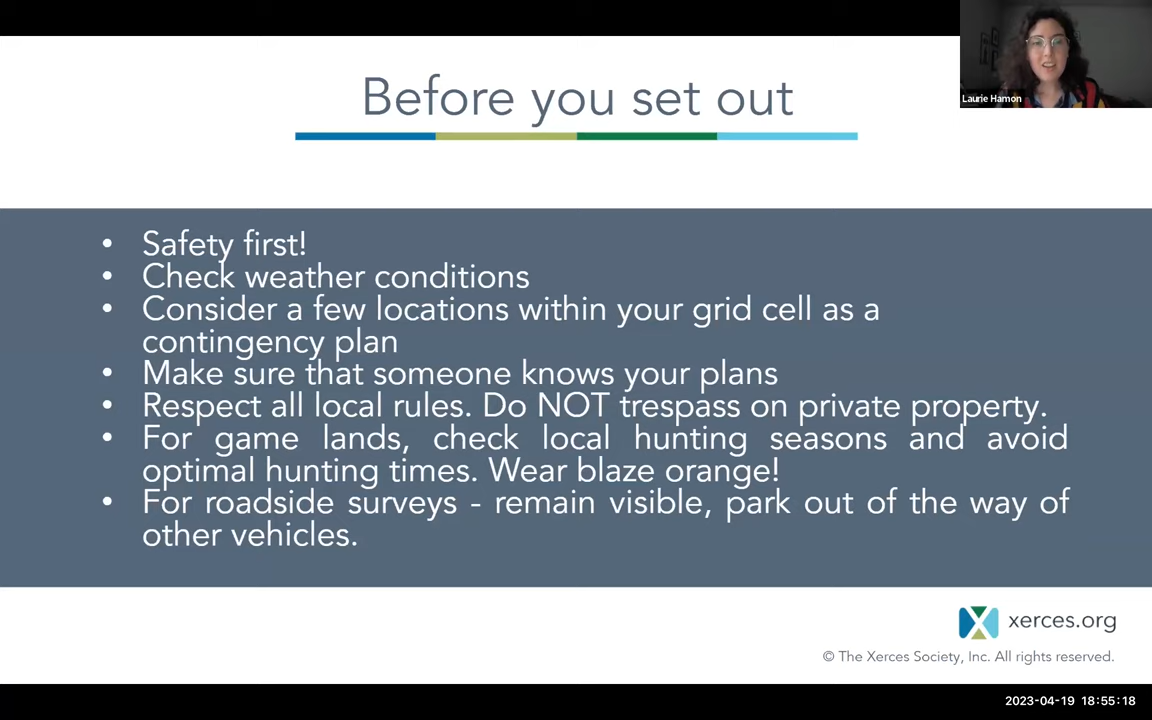 Before you set out
Laurie Hamon
• Safety first!
• Check weather conditions
• Consider a few locations within your grid cell as a
contingency plan
• Make sure that someone knows your plans
• Respect all local rules. Do NOT trespass on private property.
• For game lands, check local hunting seasons and avoid
optimal hunting times. Wear blaze orange!
• For roadside surveys - remain visible, park out of the way of
other vehicles.
xerces.org
© The Xerces Society, Inc. All rights reserved.
2023-04-19 18:55:18